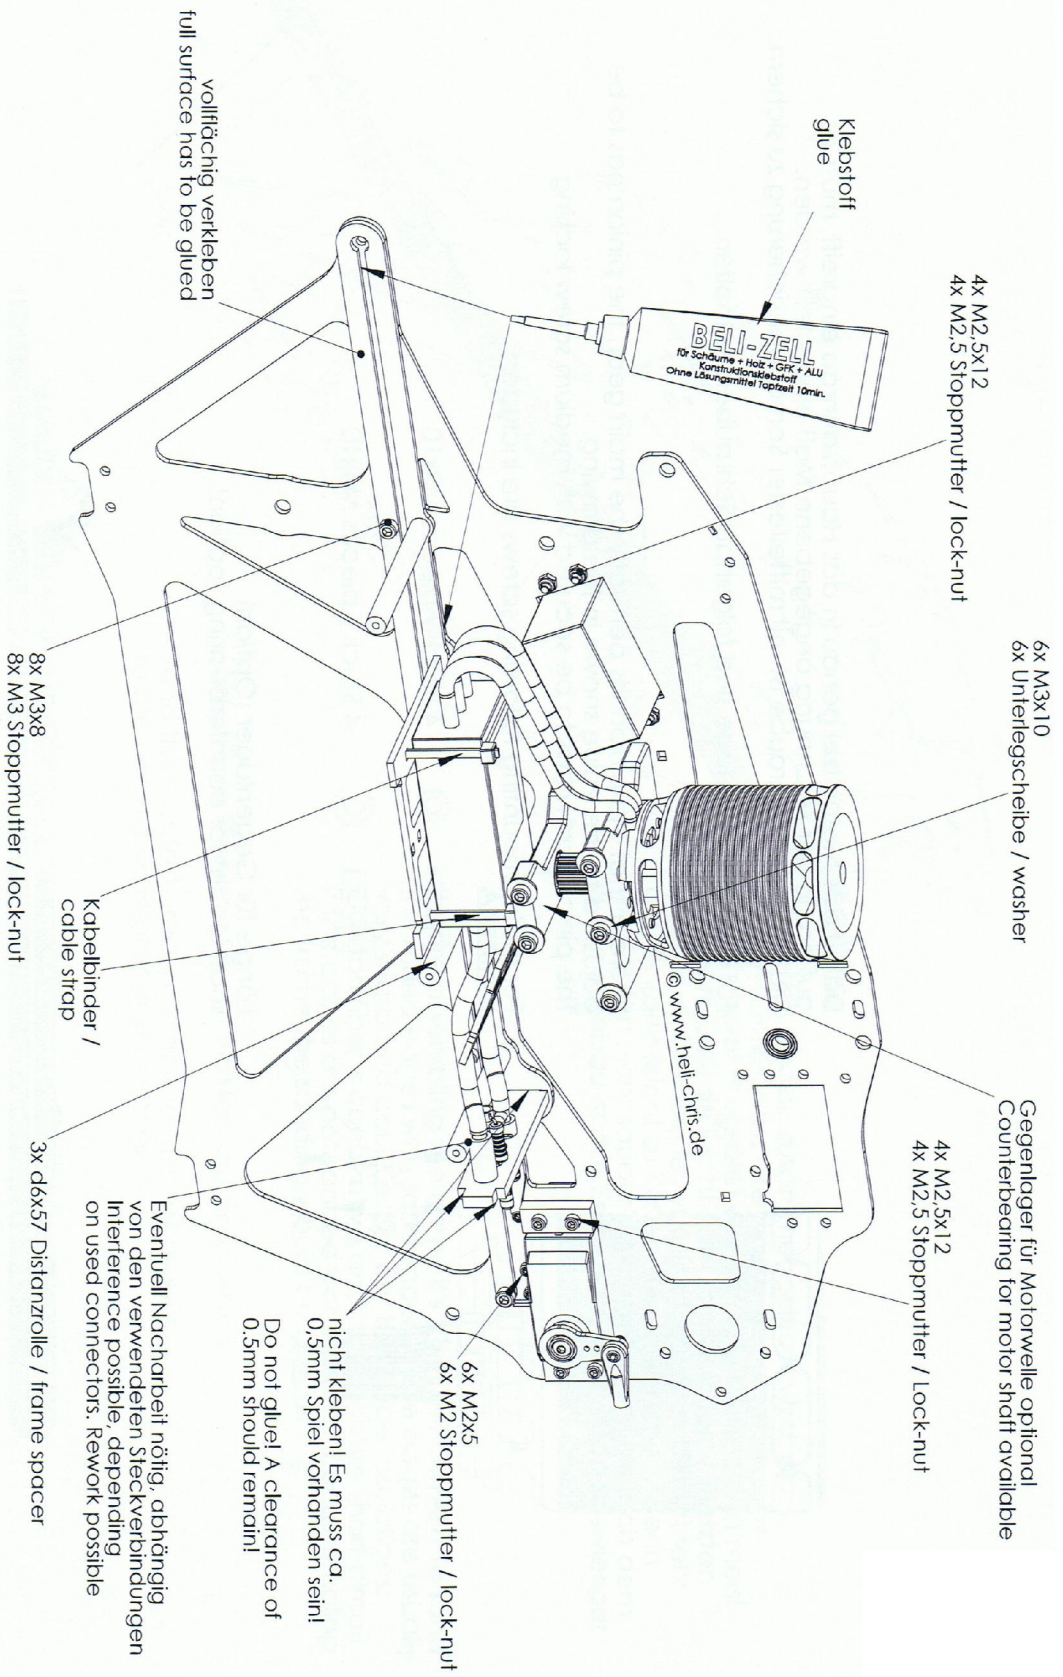 Klebstoff
glue
BELI-ZELL
für Schäume + Holz + GFK + ALU
Konstruktionsklebstoff
Ohne Lösungsmittel Topfzeit 10min.
vollflächig verkleben
full surface has to be glued
4x M2,5x12
4x M2,5 Stoppmutter / lock-nut
6x M3x10
6x Unterlegscheibe / washer
Gegenlager für Motorwelle optional
Counterbearing for motor shaft available
4x M2,5x12
4x M2,5 Stoppmutter / Lock-nut
© www.heli-chris.de
6x M2x5
6x M2 Stoppmutter / lock-nut
nicht kleben! Es muss ca.
0,5mm Spiel vorhanden sein!
Do not glue! A clearance of
0.5mm should remain!
Eventuell Nacharbeit nötig, abhängig
von den verwendeten Steckverbindungen
Interference possible, depending
on used connectors. Rework possible
3x d6x57 Distanzrolle / frame spacer
Kabelbinder /
cable strap
8x M3x8
8x M3 Stoppmutter / lock-nut